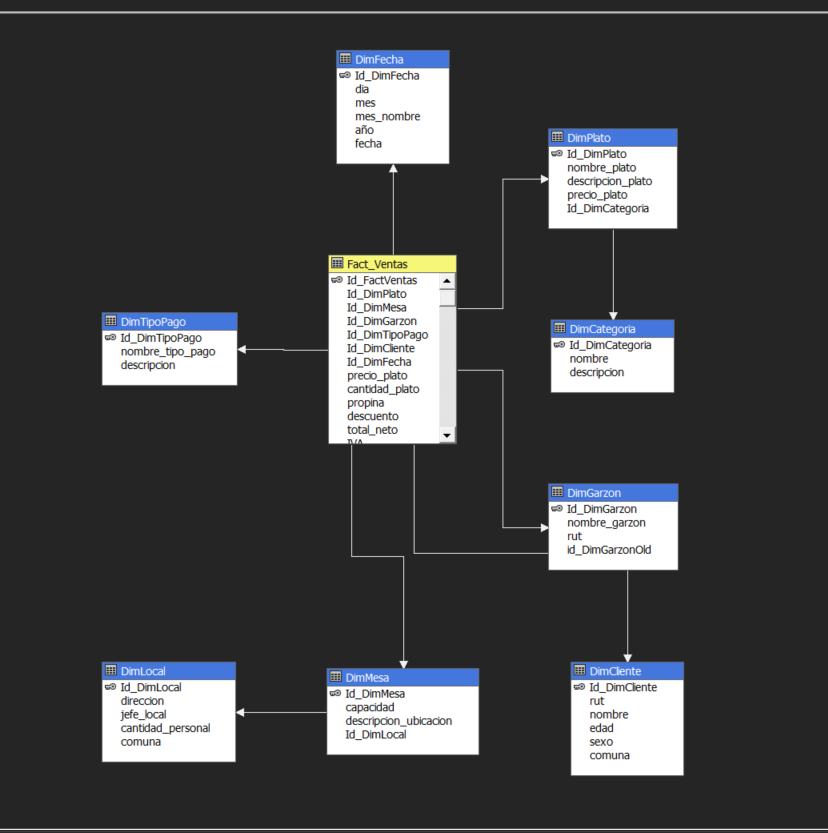 DimFecha
Id_DimFecha
dia
mes
mes_nombre
año
fecha
DimPlato
Id_DimPlato
nombre_plato
descripcion_plato
precio_plato
Id_DimCategoria
Fact_Ventas
Id_FactVentas
Id_DimPlato
Id_DimMesa
Id_DimGarzon
Id_DimTipoPago
Id_DimCliente
Id_DimFecha
precio_plato
cantidad_plato
propina
descuento
total_neto
IVA
DimTipoPago
Id_DimTipoPago
nombre_tipo_pago
descripcion
DimCategoria
Id_DimCategoria
nombre
descripcion
DimGarzon
Id_DimGarzon
nombre_garzon
rut
id_DimGarzonOld
DimLocal
Id_DimLocal
direccion
jefe_local
cantidad_personal
comuna
DimMesa
Id_DimMesa
capacidad
descripcion_ubicacion
Id_DimLocal
DimCliente
Id_DimCliente
rut
nombre
edad
sexo
comuna